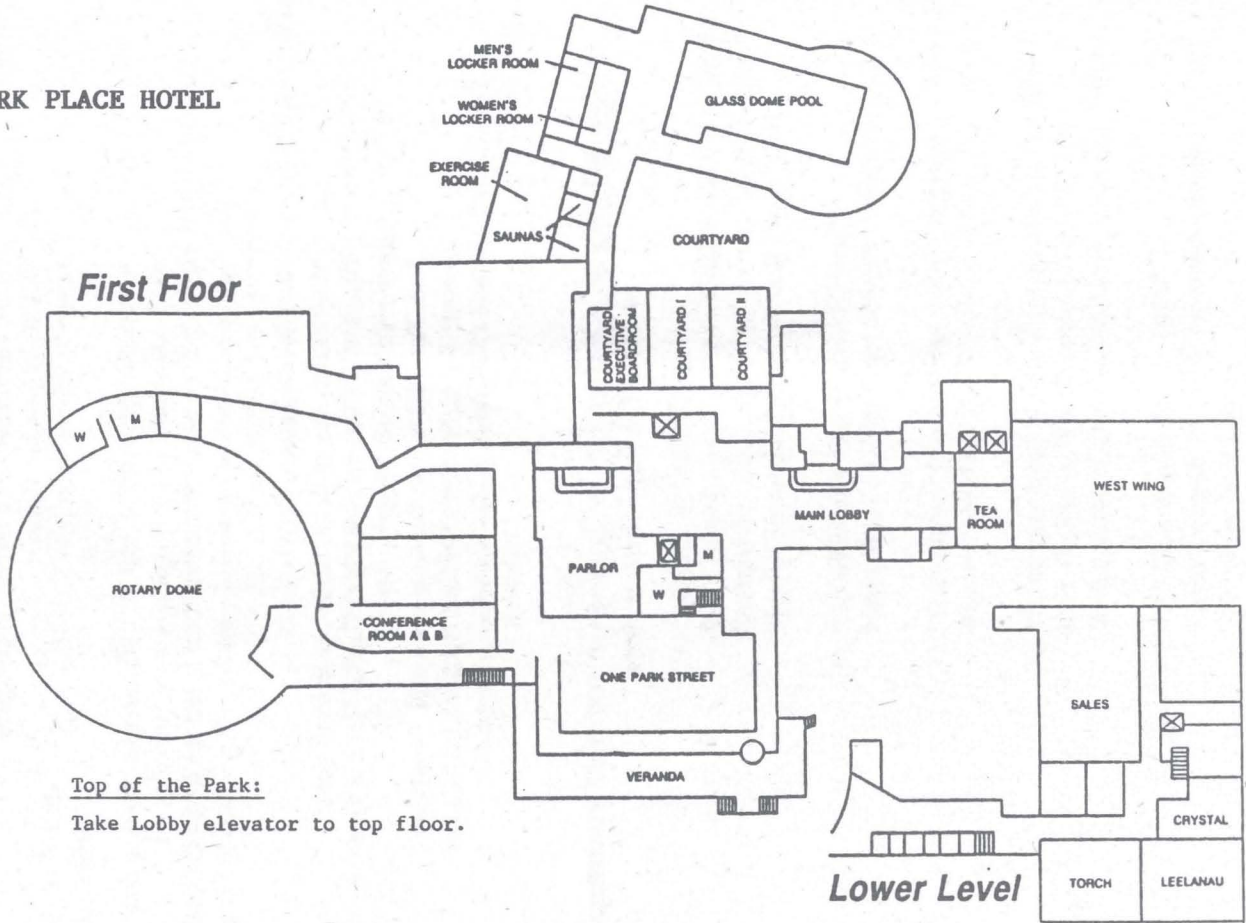 RK PLACE HOTEL
MEN'S
LOCKER ROOM
WOMEN'S
LOCKER ROOM
GLASS DOME POOL
EXERCISE
ROOM
SAUNAS
COURTYARD
First Floor
COURTYARD
EXECUTIVE
BOARDROOM
COURTYARD I
COURTYARD II
W
M
WEST WING
MAIN LOBBY
TEA
ROOM
PARLOR
M
W
ROTARY DOME
CONFERENCE
ROOM A & B
ONE PARK STREET
SALES
VERANDA
Top of the Park:
Take Lobby elevator to top floor.
CRYSTAL
Lower Level
TORCH
LEELANAU